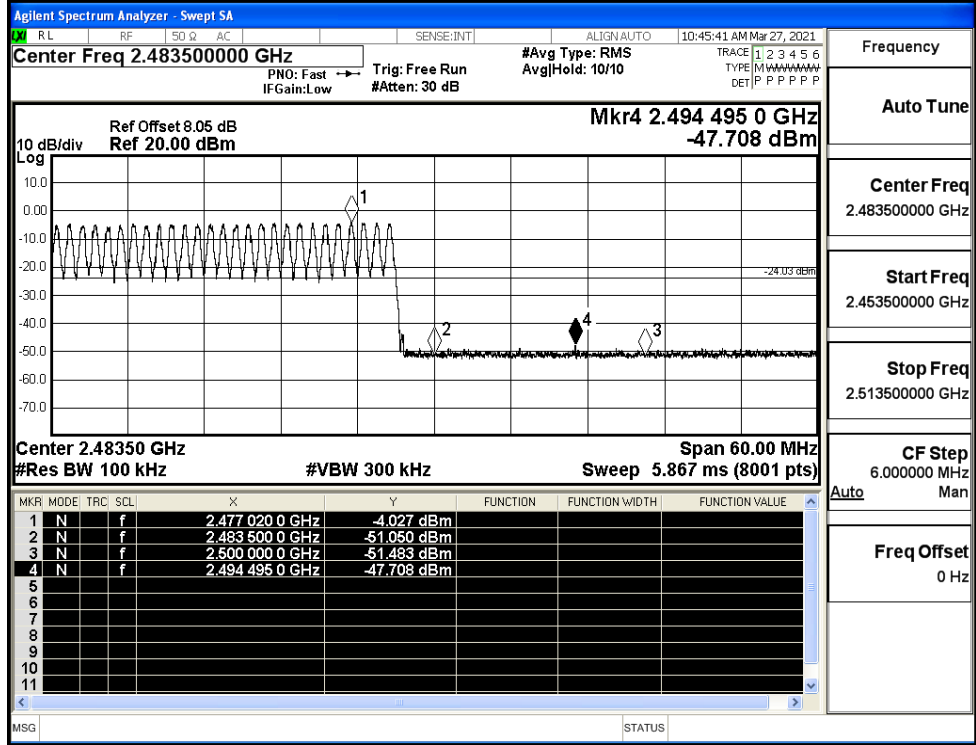 Agilent Spectrum Analyzer - Swept SA
LXI RL RF 50 Ω AC SENSE:INT ALIGNAUTO 10:45:41 AM Mar 27, 2021
Center Freq 2.483500000 GHz
PNO: Fast
IFGain:Low
Trig: Free Run
#Atten: 30 dB
#Avg Type: RMS
Avg|Hold: 10/10
TRACE 1 2 3 4 5 6
TYPE M W W W W W
DET P P P P P P
Ref Offset 8.05 dB
10 dB/div Ref 20.00 dBm
Log
Mkr4 2.494 495 0 GHz
-47.708 dBm
10.0
0.00
-10.0
-20.0
-30.0
-40.0
-50.0
-60.0
-70.0
1
2
4
3
-24.03 dBm
Center 2.48350 GHz Span 60.00 MHz
#Res BW 100 kHz #VBW 300 kHz Sweep 5.867 ms (8001 pts)
MKR MODE TRC SCL X Y FUNCTION FUNCTION WIDTH FUNCTION VALUE
1 N f 2.477 020 0 GHz -4.027 dBm
2 N f 2.483 500 0 GHz -51.050 dBm
3 N f 2.500 000 0 GHz -51.483 dBm
4 N f 2.494 495 0 GHz -47.708 dBm
5
6
7
8
9
10
11
MSG STATUS
Frequency
Auto Tune
Center Freq
2.483500000 GHz
Start Freq
2.453500000 GHz
Stop Freq
2.513500000 GHz
CF Step
6.000000 MHz
Auto Man
Freq Offset
0 Hz